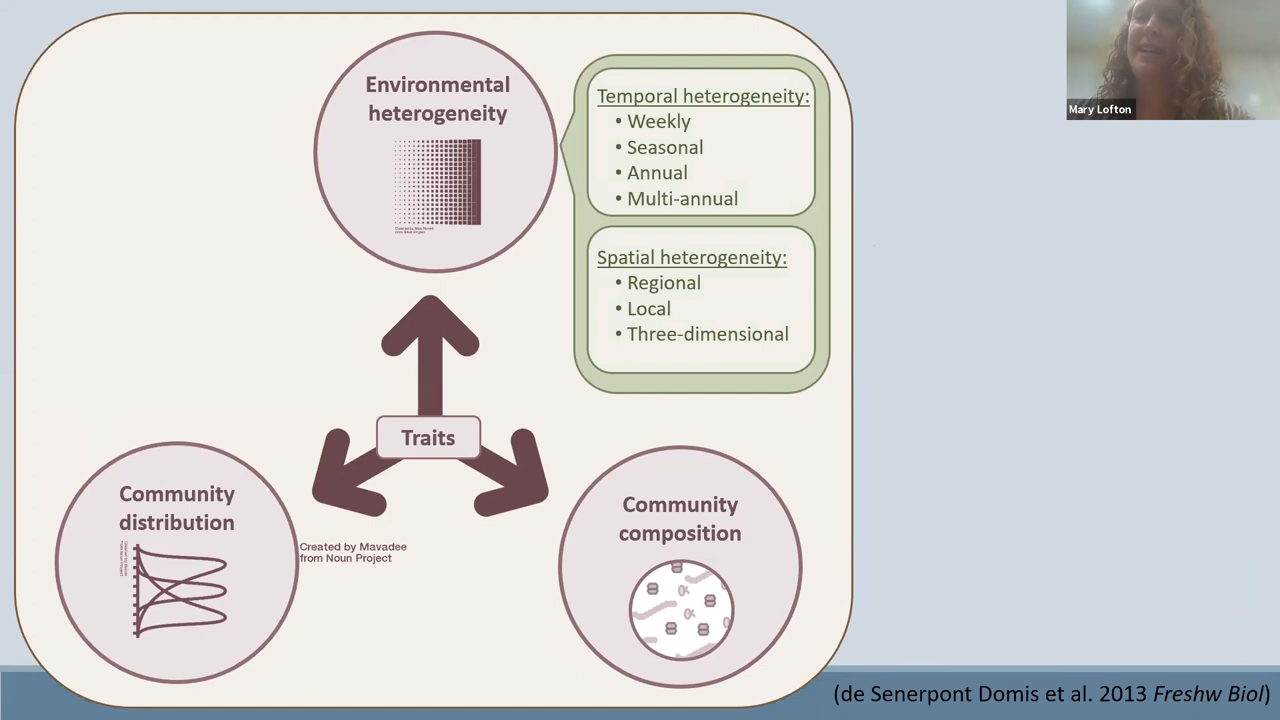 Environmental
heterogeneity
Temporal heterogeneity:
• Weekly
• Seasonal
• Annual
• Multi-annual
Spatial heterogeneity:
• Regional
• Local
• Three-dimensional
Traits
Community
distribution
Created by Mavadee
from Noun Project
Community
composition
(de Senerpont Domis et al. 2013 Freshw Biol)
Mary Lofton